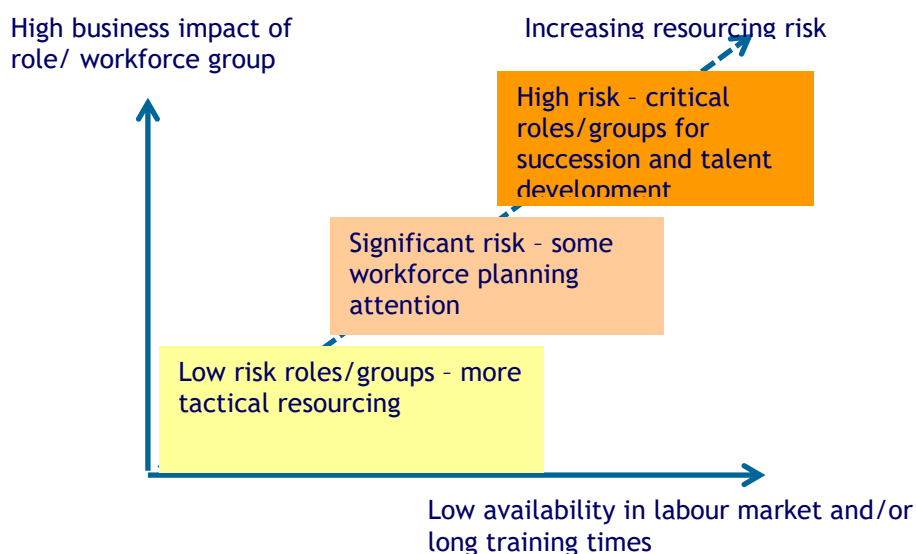 High business impact of
role/ workforce group
Increasing resourcing risk
High risk – critical
roles/groups for
succession and talent
development
Significant risk – some
workforce planning
attention
Low risk roles/groups – more
tactical resourcing
Low availability in labour market and/or
long training times